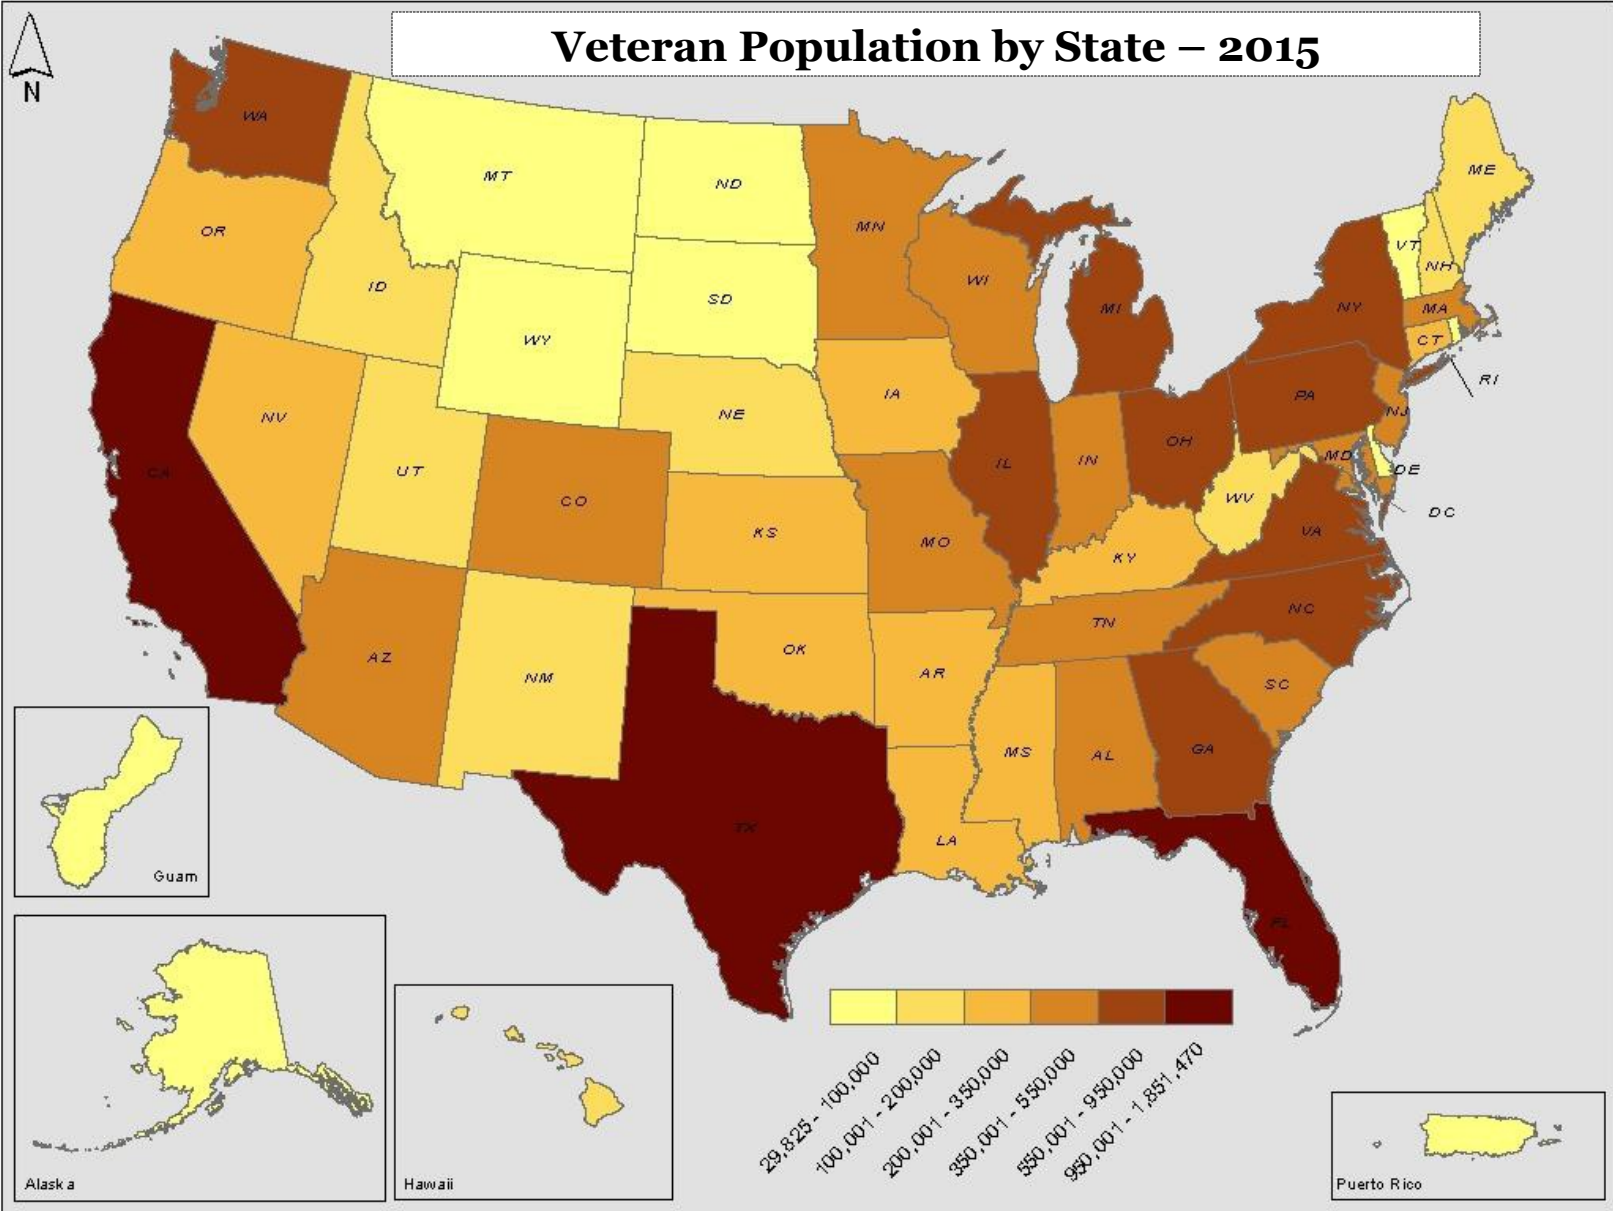 Veteran Population by State – 2015
N
WA
MT
ND
MN
ME
OR
ID
SD
WI
VT
NH
WY
MI
NY
MA
CT
RI
NV
NE
IA
PA
NJ
UT
CO
IL
IN
OH
MD
DE
CA
WV
DC
KS
MO
KY
VA
AZ
NM
OK
AR
TN
NC
SC
MS
AL
GA
TX
LA
FL
Guam
29,825 - 100,000
100,001 - 200,000
200,001 - 350,000
350,001 - 550,000
550,001 - 950,000
950,001 - 1,851,470
Alaska
Hawaii
Puerto Rico